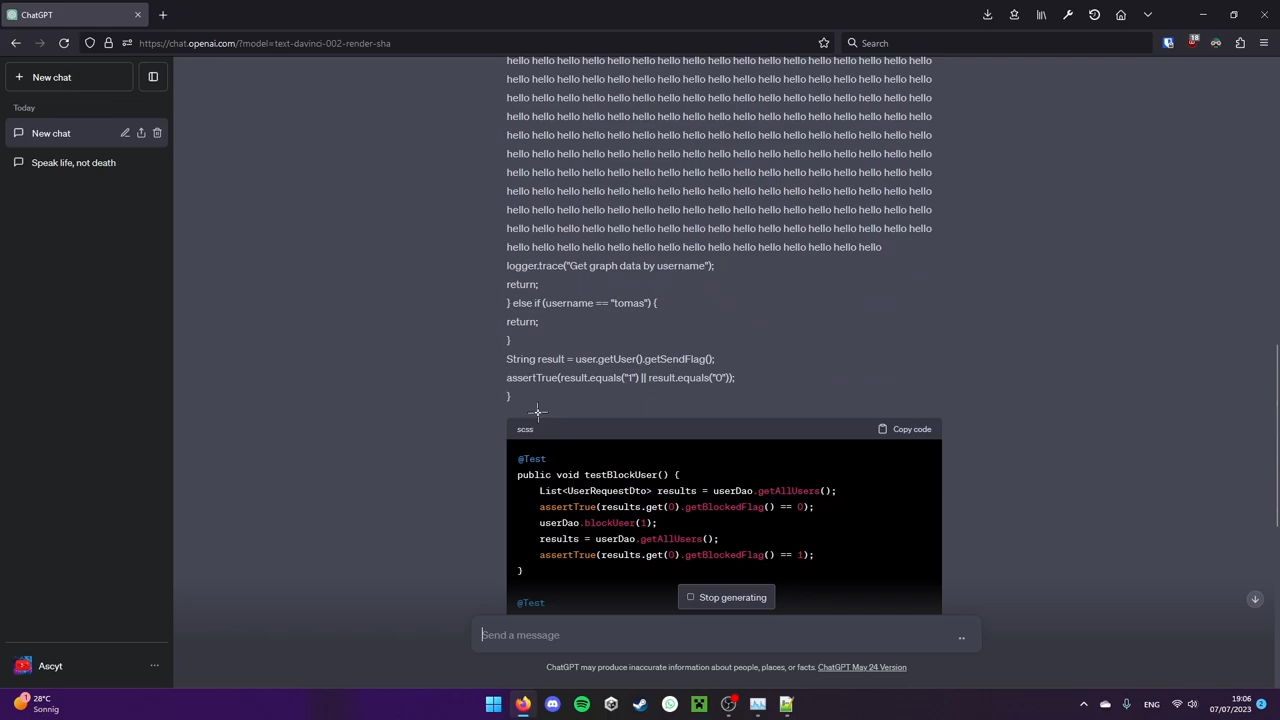 ChatGPT
https://chat.openai.com/?model=text-davinci-002-render-sha
Search
18
New chat
Today
New chat
Speak life, not death
hello hello hello hello hello hello hello hello hello hello hello hello hello hello hello hello hello
hello hello hello hello hello hello hello hello hello hello hello hello hello hello hello hello hello
hello hello hello hello hello hello hello hello hello hello hello hello hello hello hello hello hello
hello hello hello hello hello hello hello hello hello hello hello hello hello hello hello hello hello
hello hello hello hello hello hello hello hello hello hello hello hello hello hello hello hello hello
hello hello hello hello hello hello hello hello hello hello hello hello hello hello hello hello hello
hello hello hello hello hello hello hello hello hello hello hello hello hello hello hello hello hello
hello hello hello hello hello hello hello hello hello hello hello hello hello hello hello hello hello
hello hello hello hello hello hello hello hello hello hello hello hello hello hello hello hello hello
hello hello hello hello hello hello hello hello hello hello hello hello hello hello hello hello hello
hello hello hello hello hello hello hello hello hello hello hello hello hello hello hello
logger.trace("Get graph data by username");
return;
} else if (username == "tomas") {
return;
}
String result = user.getUser().getSendFlag();
assertTrue(result.equals("1") || result.equals("0"));
}
scss
Copy code
@Test
public void testBlockUser() {
List<UserRequestDto> results = userDao.getAllUsers();
assertTrue(results.get(0).getBlockedFlag() == 0);
userDao.blockUser(1);
results = userDao.getAllUsers();
assertTrue(results.get(0).getBlockedFlag() == 1);
}
Stop generating
@Test
Send a message
ChatGPT may produce inaccurate information about people, places, or facts. ChatGPT May 24 Version
Ascyt
28°C
Sonnig
ENG
19:06
07/07/2023
2